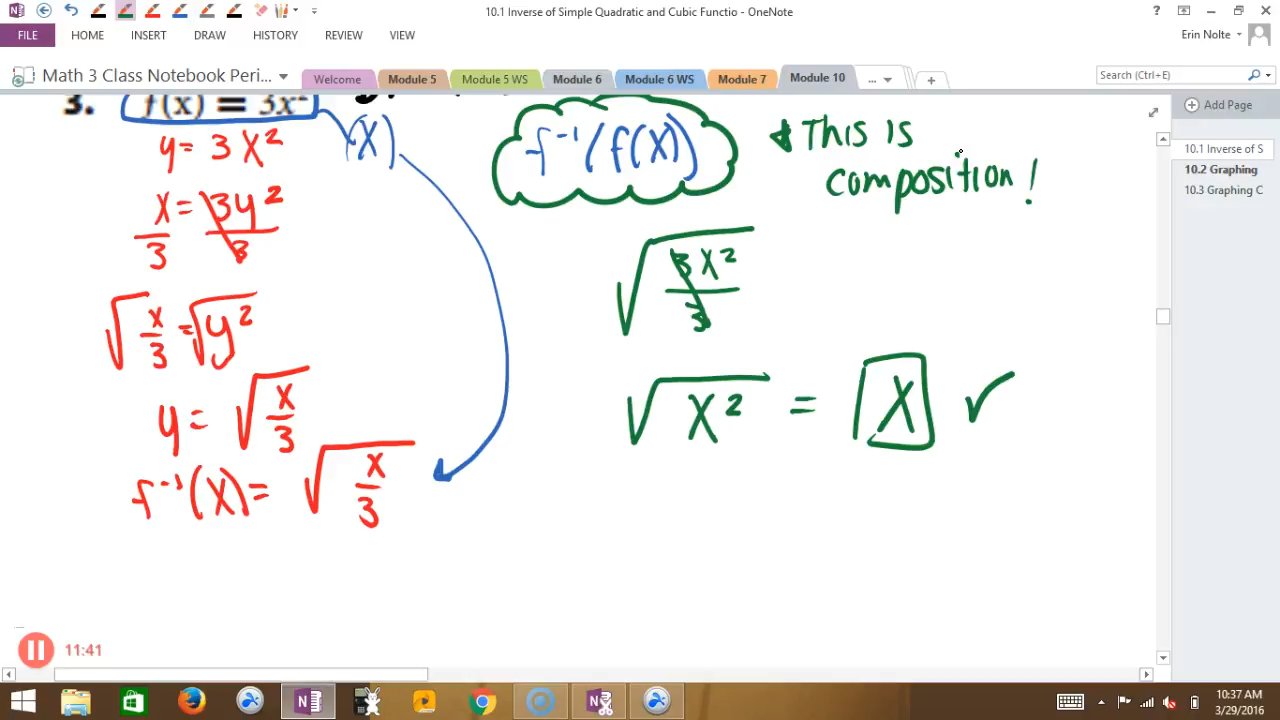 10.1 Inverse of Simple Quadratic and Cubic Functio - OneNote
FILE HOME INSERT DRAW HISTORY REVIEW VIEW
Erin Nolte
Math 3 Class Notebook Peri...
Welcome Module 5 Module 5 WS Module 6 Module 6 WS Module 7 Module 10 ...
Search (Ctrl+E)
Add Page
10.1 Inverse of S
10.2 Graphing
10.3 Graphing C
3. f(x) = 3x²
y = 3x²
(x)
x = 3y²
3 3
√x/3 = √y²
y = √x/3
f⁻¹(x) = √x/3
f⁻¹(f(x))
This is
composition!
√3x²/3
√x² = x ✓
11:41
10:37 AM
3/29/2016